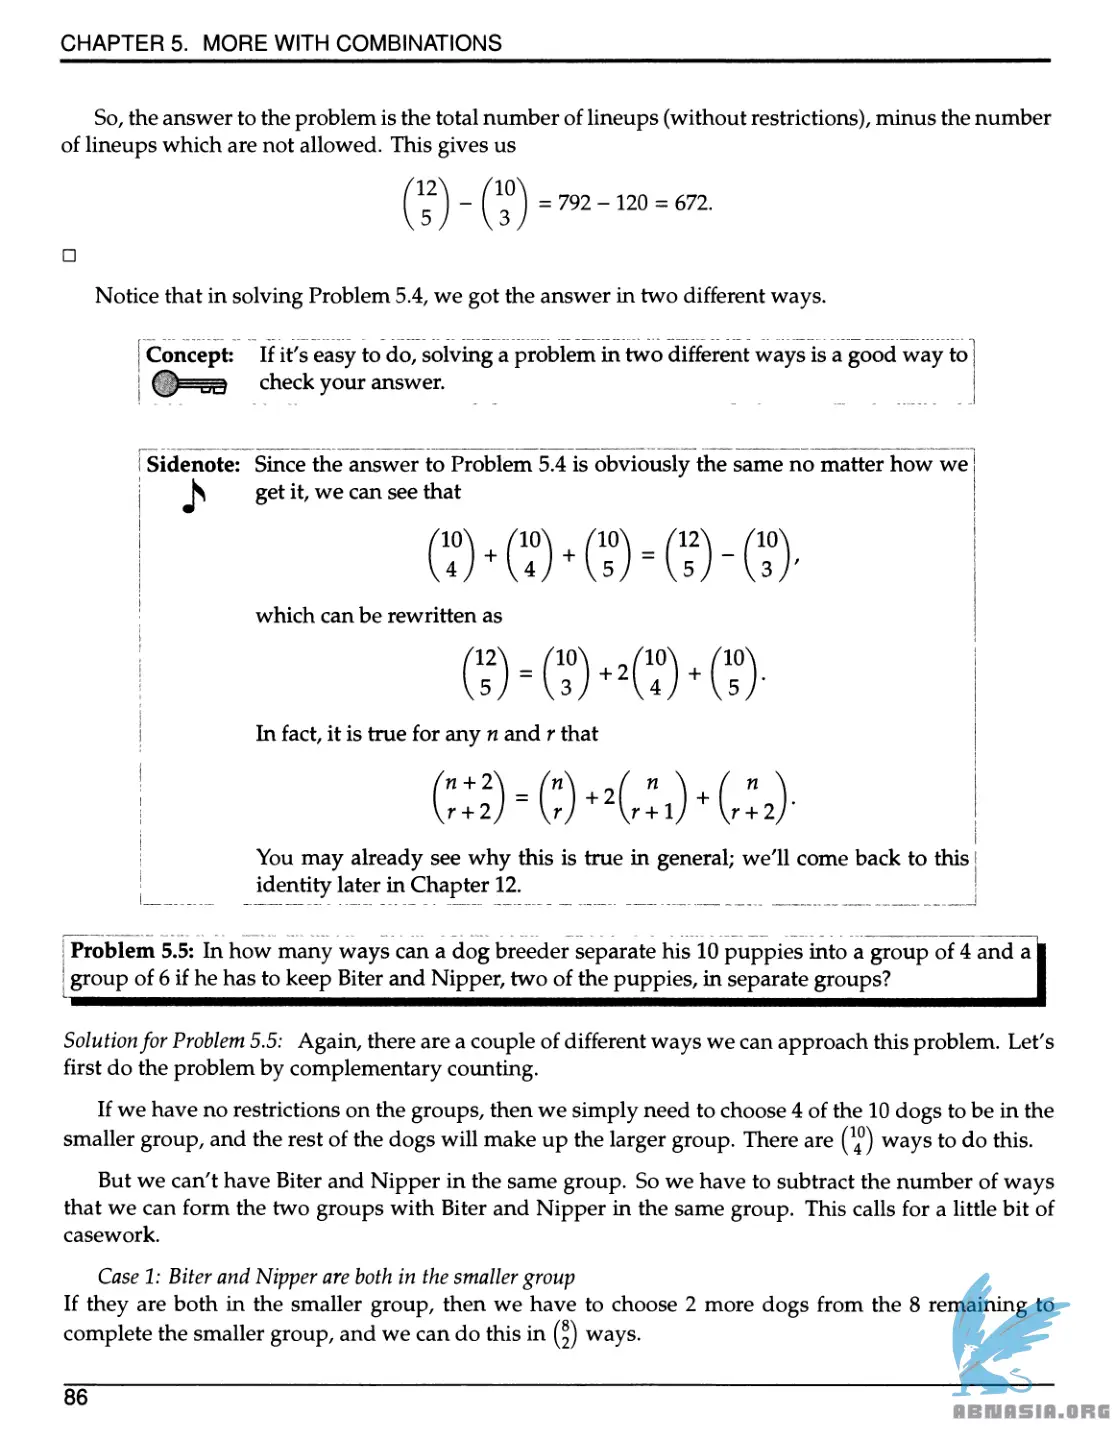 CHAPTER 5. MORE WITH COMBINATIONS
So, the answer to the problem is the total number of lineups (without restrictions), minus the number
of lineups which are not allowed. This gives us
(12 5) − (10 3) = 792 − 120 = 672.
□
Notice that in solving Problem 5.4, we got the answer in two different ways.
Concept: If it's easy to do, solving a problem in two different ways is a good way to
check your answer.
Sidenote: Since the answer to Problem 5.4 is obviously the same no matter how we
get it, we can see that
(10 4) + (10 4) + (10 5) = (12 5) − (10 3),
which can be rewritten as
(12 5) = (10 3) + 2(10 4) + (10 5).
In fact, it is true for any n and r that
(n + 2 r + 2) = (n r) + 2(n r + 1) + (n r + 2).
You may already see why this is true in general; we'll come back to this
identity later in Chapter 12.
Problem 5.5: In how many ways can a dog breeder separate his 10 puppies into a group of 4 and a
group of 6 if he has to keep Biter and Nipper, two of the puppies, in separate groups?
Solution for Problem 5.5: Again, there are a couple of different ways we can approach this problem. Let's
first do the problem by complementary counting.
If we have no restrictions on the groups, then we simply need to choose 4 of the 10 dogs to be in the
smaller group, and the rest of the dogs will make up the larger group. There are (10 4) ways to do this.
But we can't have Biter and Nipper in the same group. So we have to subtract the number of ways
that we can form the two groups with Biter and Nipper in the same group. This calls for a little bit of
casework.
Case 1: Biter and Nipper are both in the smaller group
If they are both in the smaller group, then we have to choose 2 more dogs from the 8 remaining to
complete the smaller group, and we can do this in (8 2) ways.
86
ABNASIA.ORG